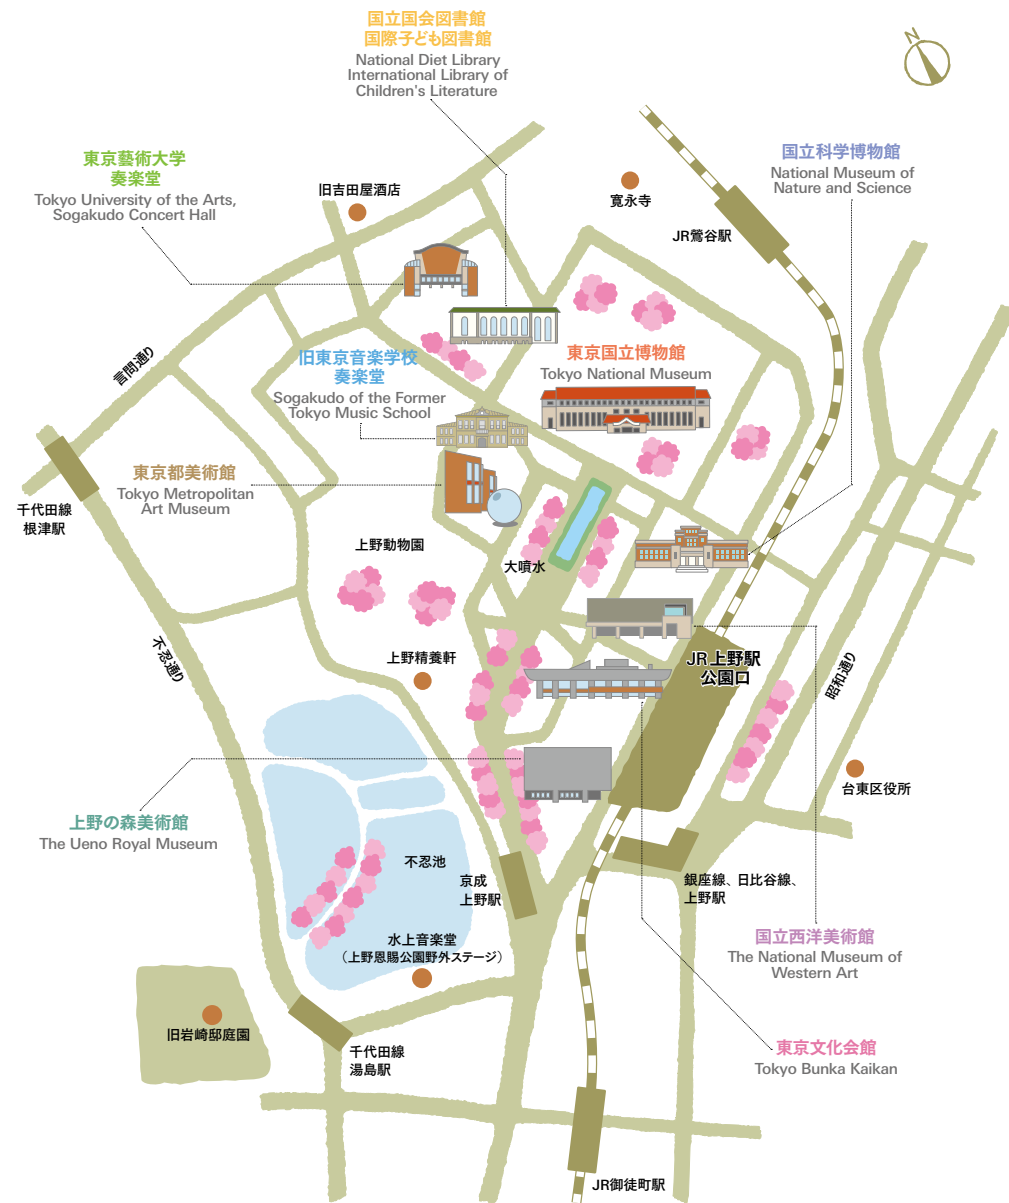 国立国会図書館
国際子ども図書館
National Diet Library
International Library of
Children's Literature
N
東京藝術大学
奏楽堂
Tokyo University of the Arts,
Sogakudo Concert Hall
旧吉田屋酒店
寛永寺
国立科学博物館
National Museum of
Nature and Science
JR鶯谷駅
言問通り
旧東京音楽学校
奏楽堂
Sogakudo of the Former
Tokyo Music School
東京国立博物館
Tokyo National Museum
東京都美術館
Tokyo Metropolitan
Art Museum
千代田線
根津駅
上野動物園
大噴水
不忍通り
上野精養軒
JR上野駅
公園口
昭和通り
台東区役所
上野の森美術館
The Ueno Royal Museum
不忍池
京成
上野駅
銀座線、日比谷線、
上野駅
水上音楽堂
（上野恩賜公園野外ステージ）
国立西洋美術館
The National Museum of
Western Art
旧岩崎邸庭園
千代田線
湯島駅
東京文化会館
Tokyo Bunka Kaikan
JR御徒町駅